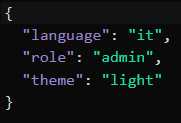 {
  "language": "it",
  "role": "admin",
  "theme": "light"
}